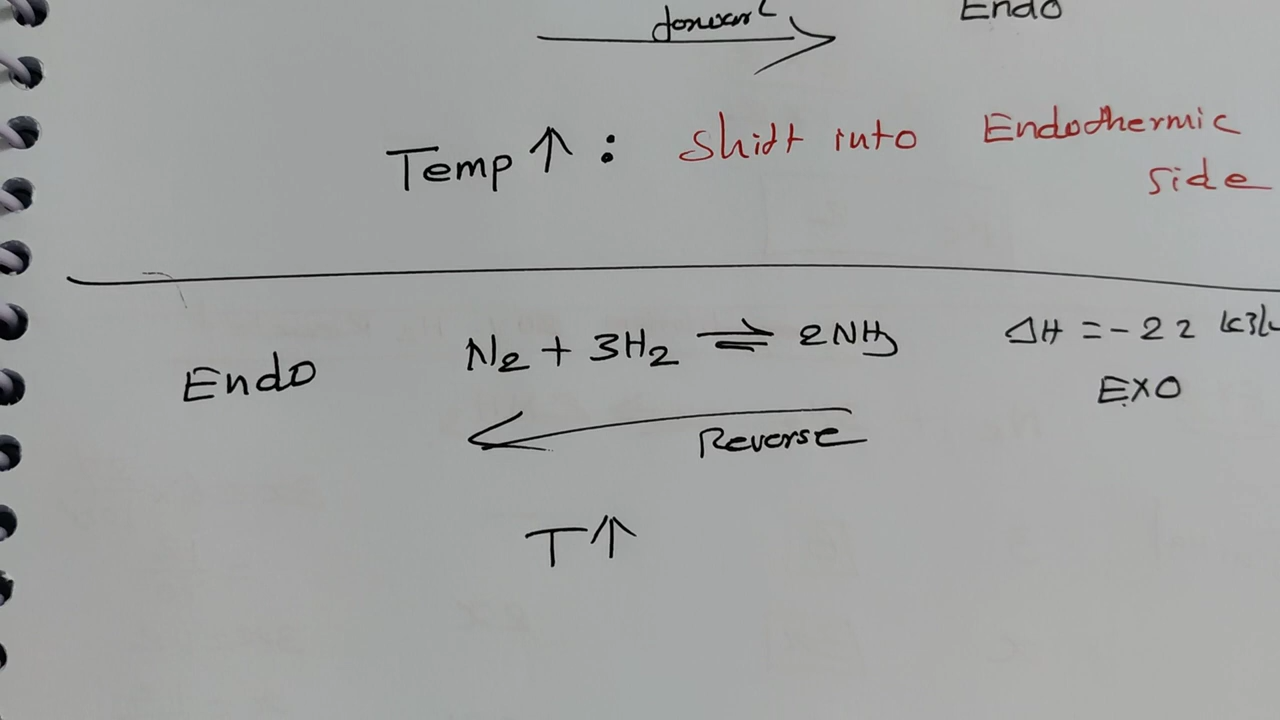 forward Endo
Temp ↑ : Shift into Endothermic
side
Endo N₂ + 3H₂ ⇌ 2NH₃ ΔH = -22
EXO
← Reverse
T↑